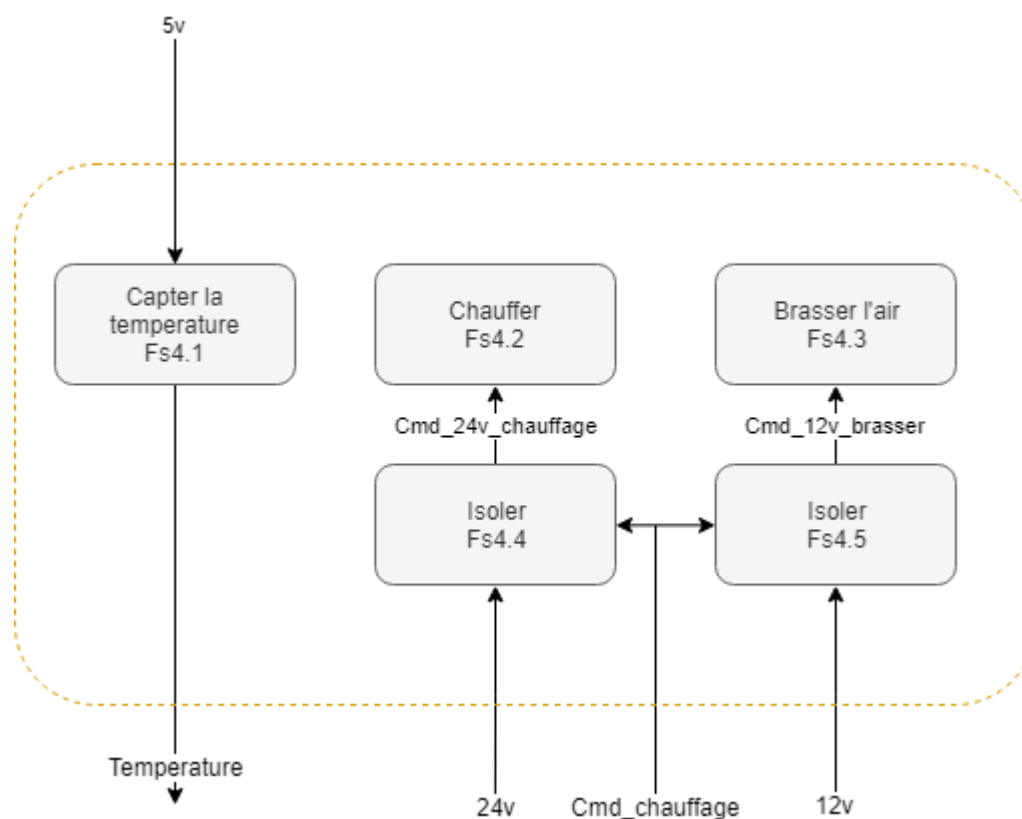 5v
Capter la
temperature
Fs4.1
Chauffer
Fs4.2
Brasser l'air
Fs4.3
Cmd_24v_chauffage
Cmd_12v_brasser
Isoler
Fs4.4
Isoler
Fs4.5
Temperature
24v
Cmd_chauffage
12v